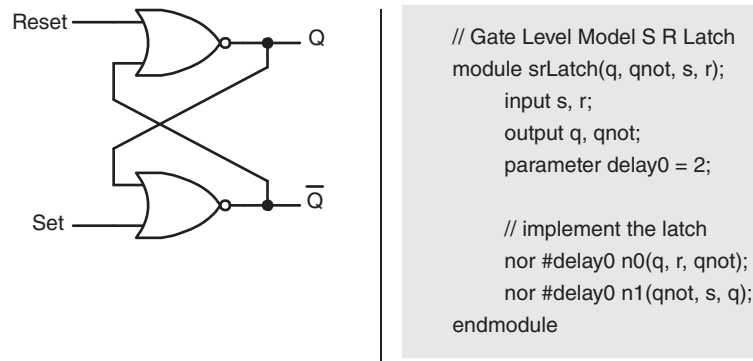 Reset
Q
Q
Set
// Gate Level Model S R Latch
module srLatch(q, qnot, s, r);
input s, r;
output q, qnot;
parameter delay0 = 2;
// implement the latch
nor #delay0 n0(q, r, qnot);
nor #delay0 n1(qnot, s, q);
endmodule